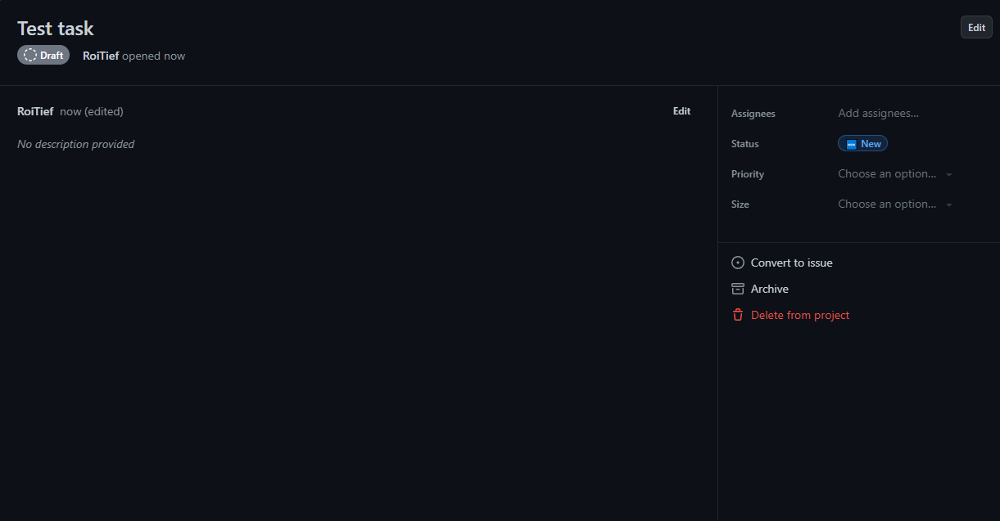 Test task
Edit
Draft
RoiTief opened now
RoiTief now (edited)
Edit
No description provided
Assignees Add assignees...
Status New
Priority Choose an option...
Size Choose an option...
Convert to issue
Archive
Delete from project